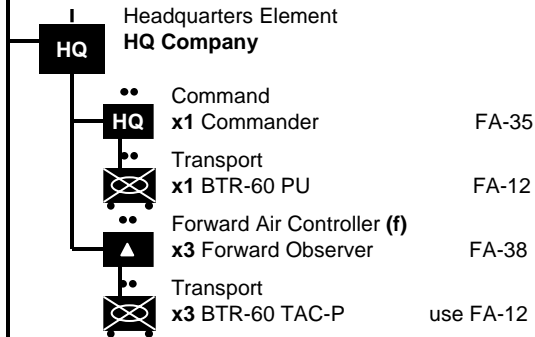 Headquarters Element
HQ HQ Company
Command
HQ x1 Commander FA-35
Transport
x1 BTR-60 PU FA-12
Forward Air Controller (f)
x3 Forward Observer FA-38
Transport
x3 BTR-60 TAC-P use FA-12